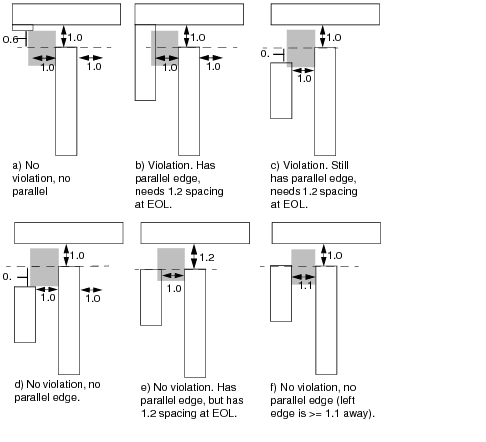 0.6
1.0
1.0
1.0
1.0
1.0
1.0
0.
1.0
1.0
a) No
violation, no
parallel
b) Violation. Has
parallel edge,
needs 1.2 spacing
at EOL.
c) Violation. Still
has parallel edge,
needs 1.2 spacing
at EOL.
0.
1.0
1.0
1.0
1.2
1.0
1.0
1.1
d) No violation, no
parallel edge.
e) No violation. Has
parallel edge, but has
1.2 spacing at EOL.
f) No violation, no
parallel edge (left
edge is >= 1.1 away).